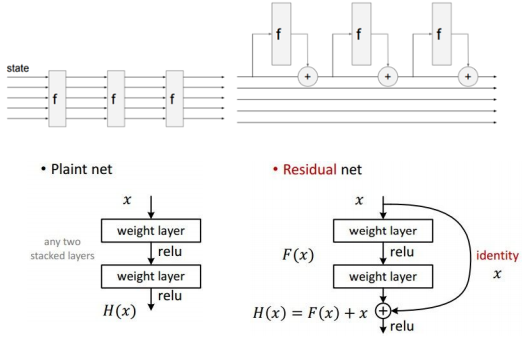 f
f
f
state
f
f
f
+
+
+
• Plaint net
• Residual net
x
weight layer
any two
stacked layers
relu
weight layer
relu
H(x)
x
weight layer
F(x)
relu
weight layer
identity
x
H(x) = F(x) + x
+
relu